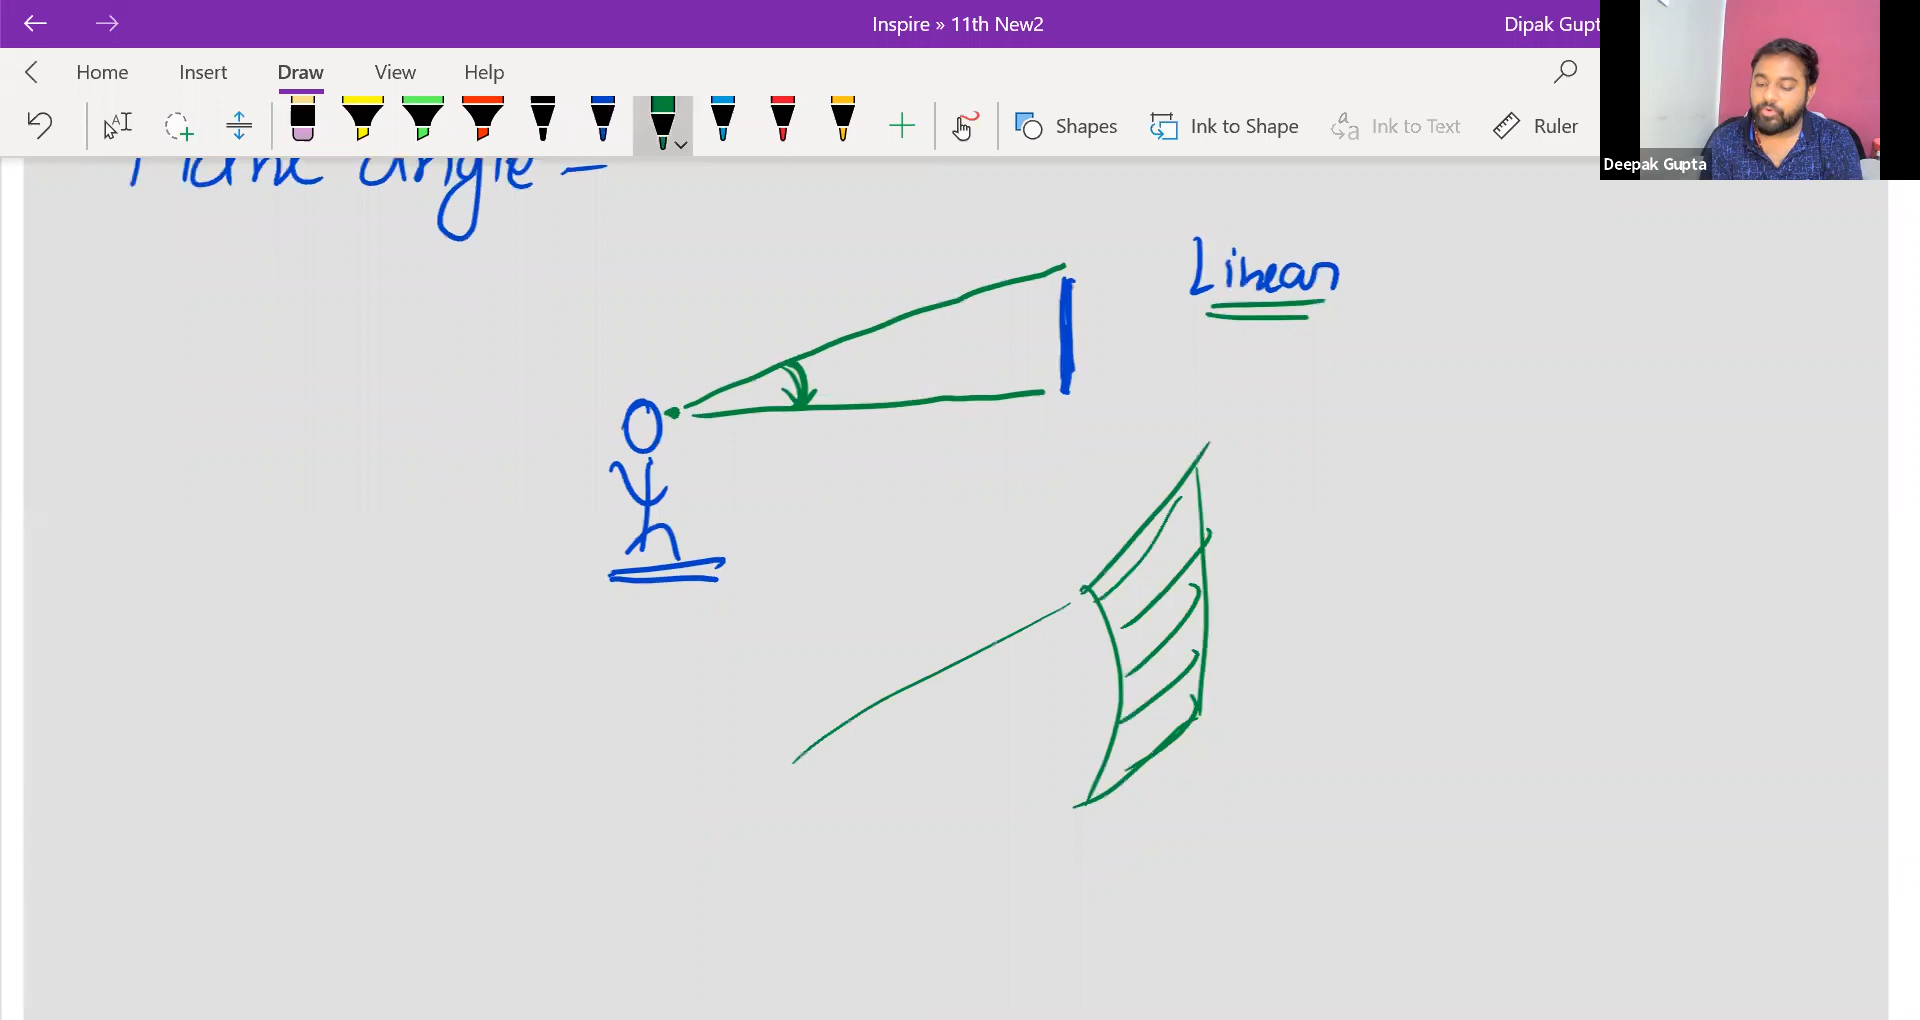 Inspire » 11th New2
Dipak Gupt
Home Insert Draw View Help
Shapes Ink to Shape Ink to Text Ruler
Deepak Gupta
Plane angle –
Linear